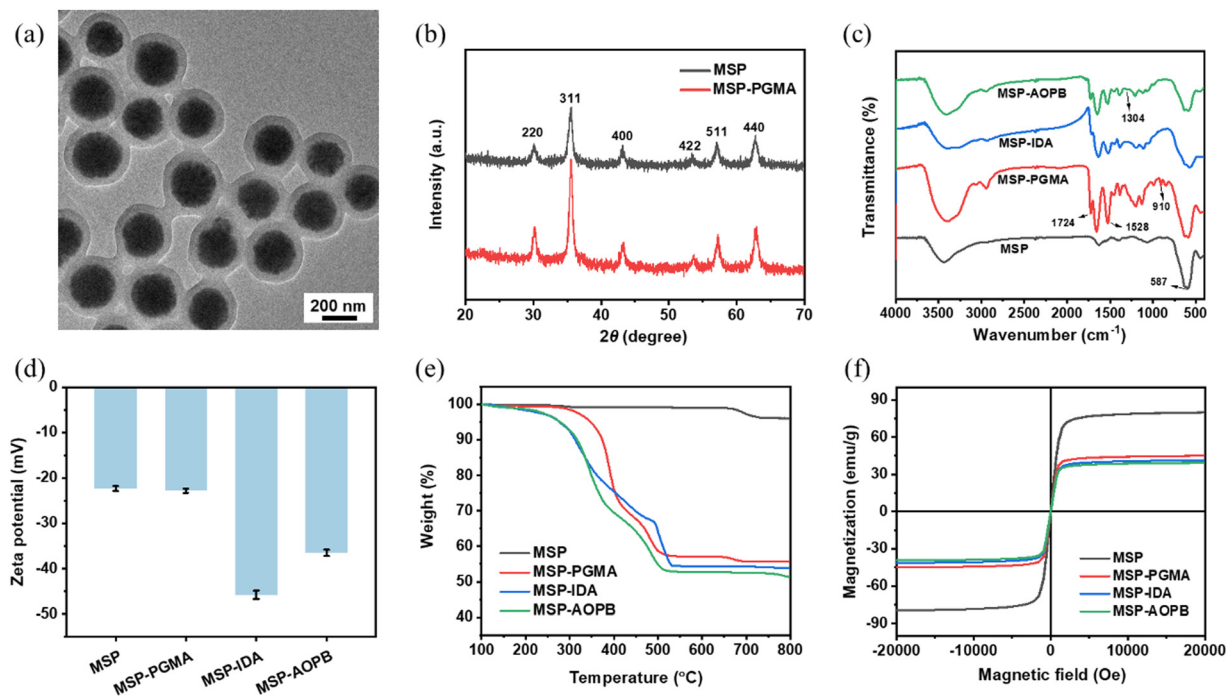 (a)
200 nm
(b)
MSP
MSP-PGMA
311
220
400
422
511
440
Intensity (a.u.)
20 30 40 50 60 70
2θ (degree)
(c)
MSP-AOPB
1304
MSP-IDA
MSP-PGMA
910
1724
1528
MSP
587
Transmittance (%)
4000 3500 3000 2500 2000 1500 1000 500
Wavenumber (cm⁻¹)
(d)
0
-10
-20
-30
-40
-50
Zeta potential (mV)
MSP
MSP-PGMA
MSP-IDA
MSP-AOPB
(e)
100
90
80
70
60
50
40
Weight (%)
MSP
MSP-PGMA
MSP-IDA
MSP-AOPB
100 200 300 400 500 600 700 800
Temperature (°C)
(f)
90
60
30
0
-30
-60
-90
Magnetization (emu/g)
MSP
MSP-PGMA
MSP-IDA
MSP-AOPB
-20000 -10000 0 10000 20000
Magnetic field (Oe)